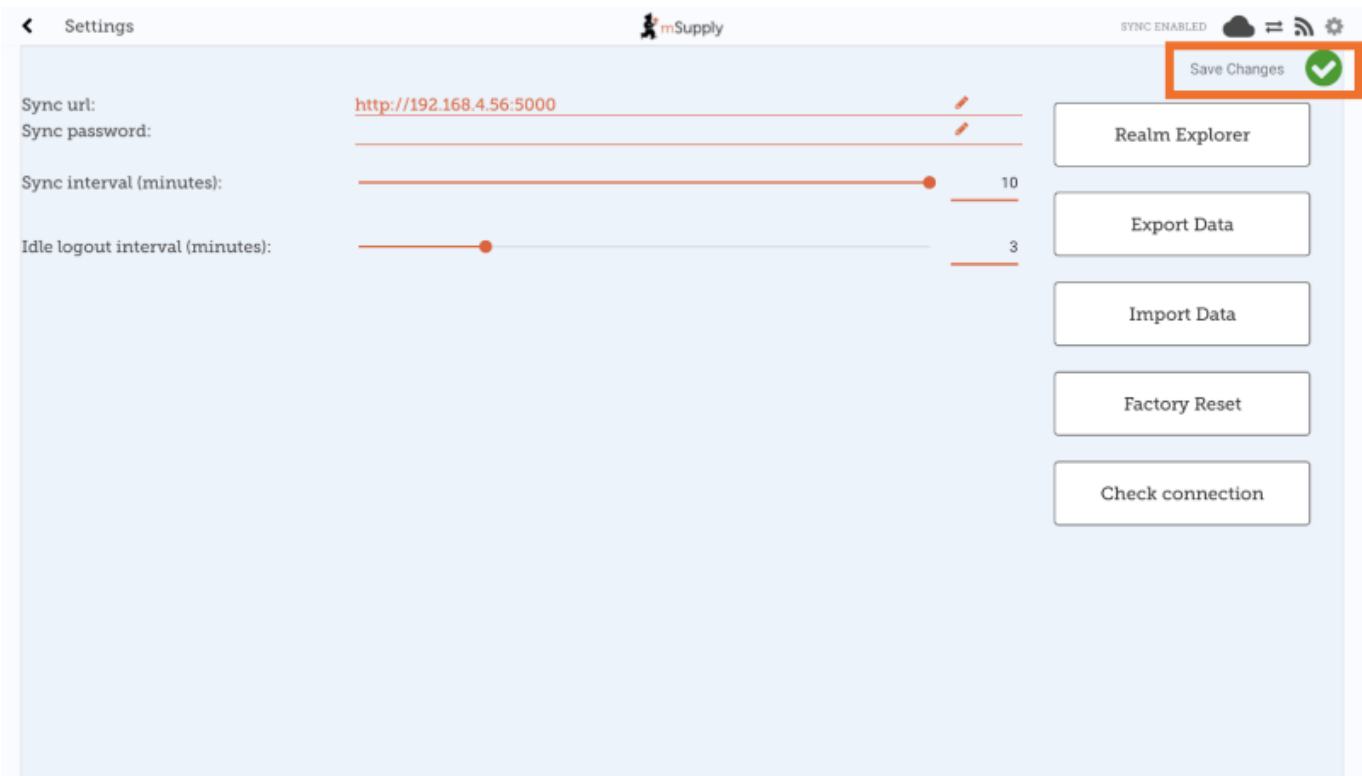 Settings
mSupply
SYNC ENABLED
Save Changes
Sync url:
http://192.168.4.56:5000
Sync password:
Sync interval (minutes):
10
Idle logout interval (minutes):
3
Realm Explorer
Export Data
Import Data
Factory Reset
Check connection